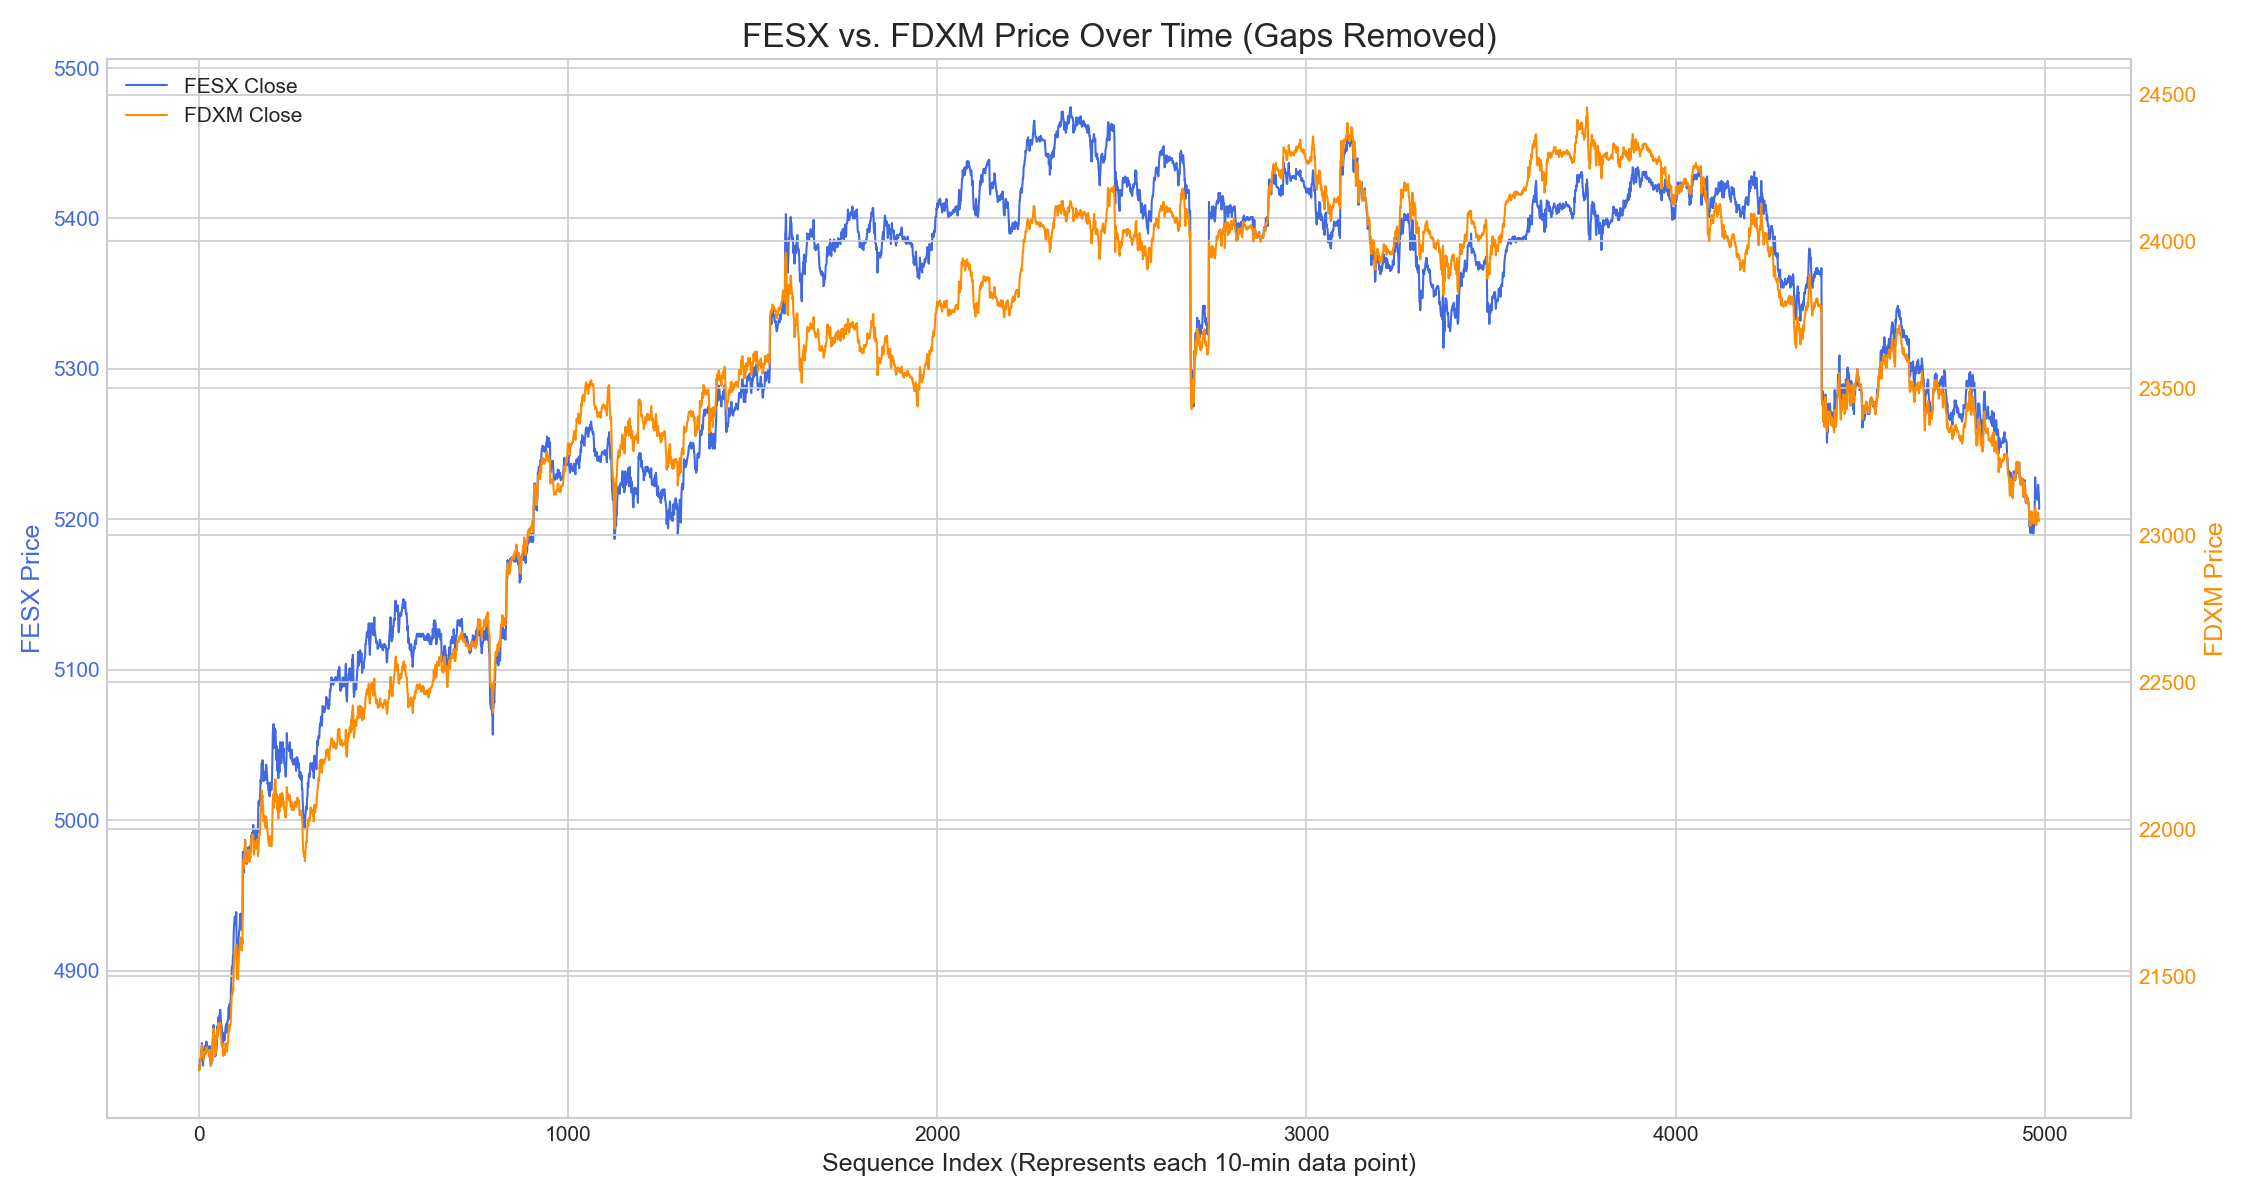 FESX vs. FDXM Price Over Time (Gaps Removed)
FESX Close
FDXM Close
5500
5400
5300
5200
5100
5000
4900
FESX Price
24500
24000
23500
23000
22500
22000
21500
FDXM Price
0 1000 2000 3000 4000 5000
Sequence Index (Represents each 10-min data point)